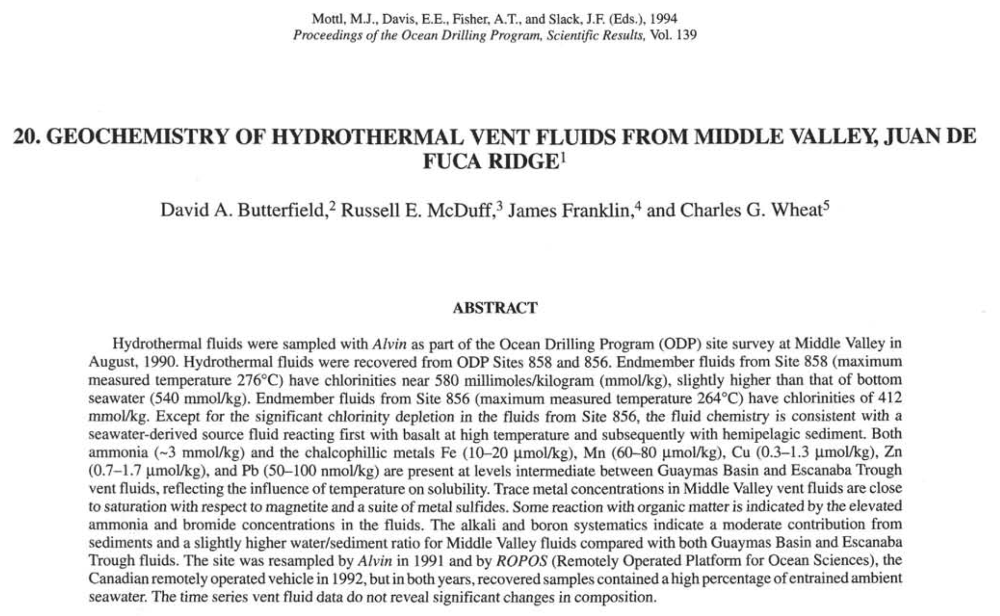 Mottl, M.J., Davis, E.E., Fisher, A.T., and Slack, J.F. (Eds.), 1994
Proceedings of the Ocean Drilling Program, Scientific Results, Vol. 139
20. GEOCHEMISTRY OF HYDROTHERMAL VENT FLUIDS FROM MIDDLE VALLEY, JUAN DE
FUCA RIDGE¹
David A. Butterfield,² Russell E. McDuff,³ James Franklin,⁴ and Charles G. Wheat⁵
ABSTRACT
Hydrothermal fluids were sampled with Alvin as part of the Ocean Drilling Program (ODP) site survey at Middle Valley in
August, 1990. Hydrothermal fluids were recovered from ODP Sites 858 and 856. Endmember fluids from Site 858 (maximum
measured temperature 276°C) have chlorinities near 580 millimoles/kilogram (mmol/kg), slightly higher than that of bottom
seawater (540 mmol/kg). Endmember fluids from Site 856 (maximum measured temperature 264°C) have chlorinities of 412
mmol/kg. Except for the significant chlorinity depletion in the fluids from Site 856, the fluid chemistry is consistent with a
seawater-derived source fluid reacting first with basalt at high temperature and subsequently with hemipelagic sediment. Both
ammonia (~3 mmol/kg) and the chalcophillic metals Fe (10–20 µmol/kg), Mn (60–80 µmol/kg), Cu (0.3–1.3 µmol/kg), Zn
(0.7–1.7 µmol/kg), and Pb (50–100 nmol/kg) are present at levels intermediate between Guaymas Basin and Escanaba Trough
vent fluids, reflecting the influence of temperature on solubility. Trace metal concentrations in Middle Valley vent fluids are close
to saturation with respect to magnetite and a suite of metal sulfides. Some reaction with organic matter is indicated by the elevated
ammonia and bromide concentrations in the fluids. The alkali and boron systematics indicate a moderate contribution from
sediments and a slightly higher water/sediment ratio for Middle Valley fluids compared with both Guaymas Basin and Escanaba
Trough fluids. The site was resampled by Alvin in 1991 and by ROPOS (Remotely Operated Platform for Ocean Sciences), the
Canadian remotely operated vehicle in 1992, but in both years, recovered samples contained a high percentage of entrained ambient
seawater. The time series vent fluid data do not reveal significant changes in composition.